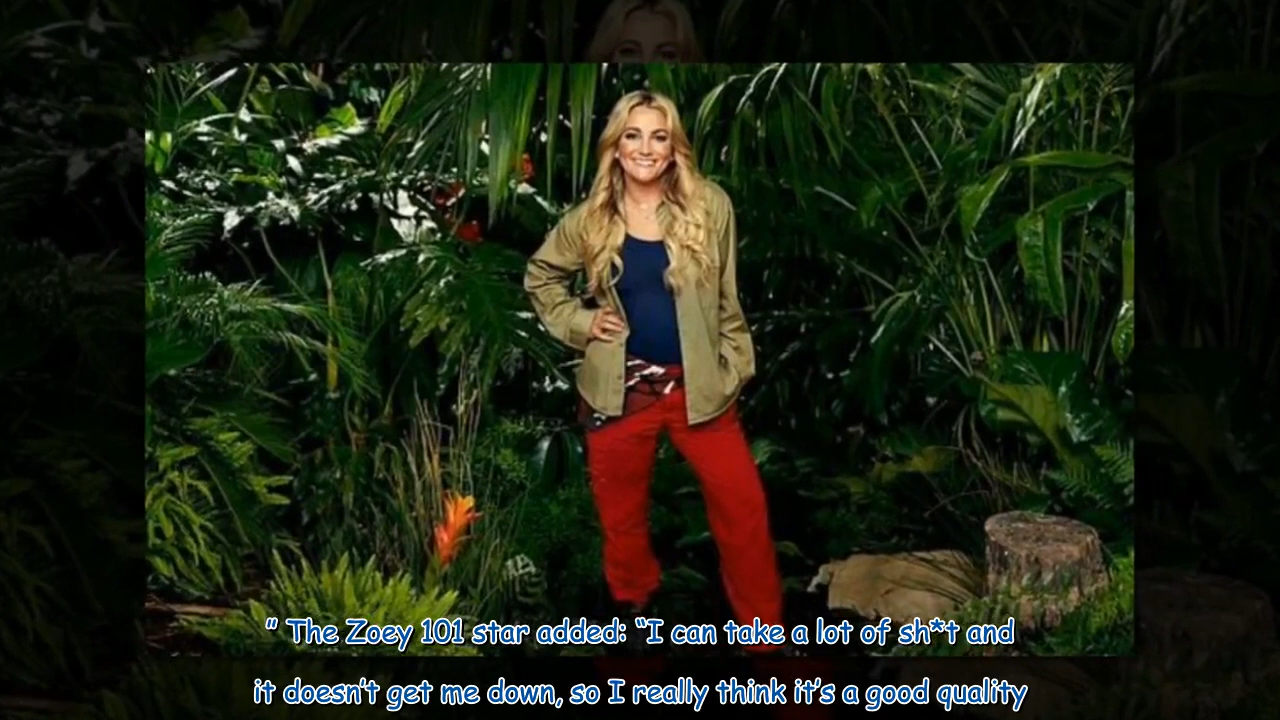 ” The Zoey 101 star added: “I can take a lot of sh*t and
it doesn’t get me down, so I really think it’s a good quality